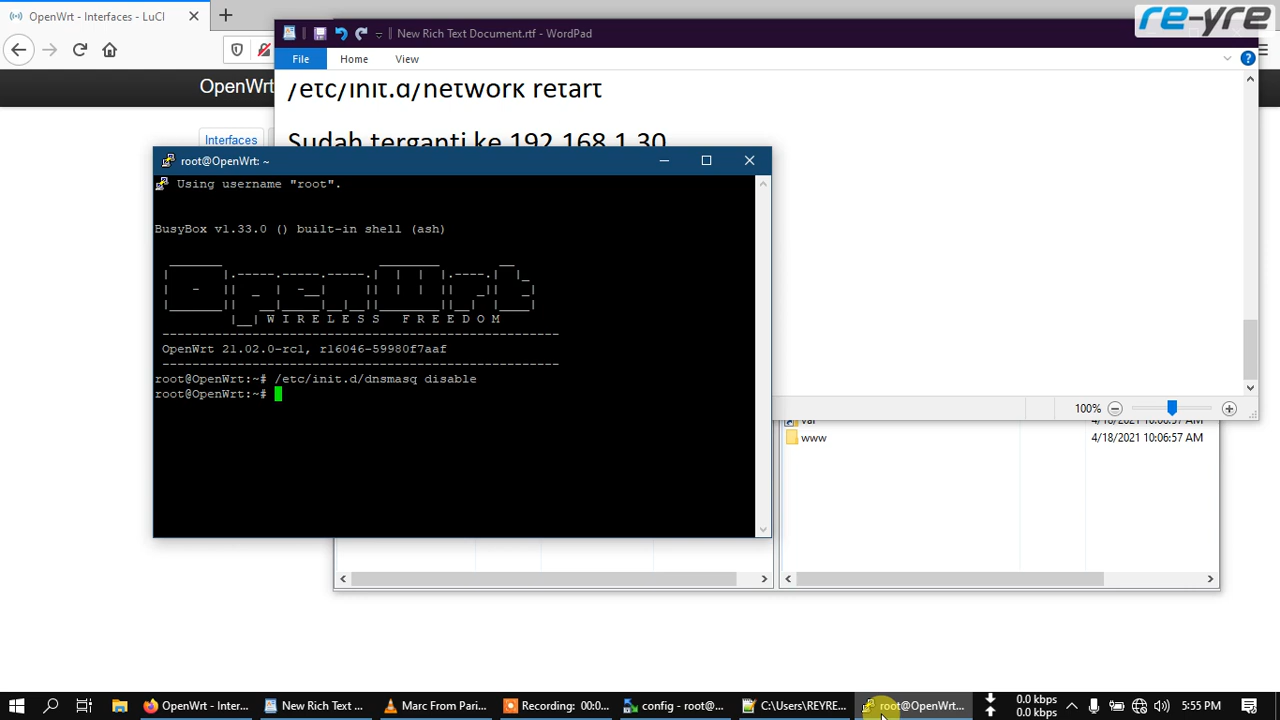 OpenWrt - Interfaces - LuCI
re-yre
New Rich Text Document.rtf - WordPad
File Home View
OpenWrt
/etc/init.d/network retart
Interfaces
Sudah terganti ke 192.168.1.30
root@OpenWrt: ~
Using username "root".
BusyBox v1.33.0 () built-in shell (ash)
OpenWrt
W I R E L E S S   F R E E D O M
OpenWrt 21.02.0-rc1, r16046-59980f7aaf
root@OpenWrt:~# /etc/init.d/dnsmasq disable
root@OpenWrt:~#
100%
var 4/18/2021 10:06:57 AM
www 4/18/2021 10:06:57 AM
OpenWrt - Inter... New Rich Text ... Marc From Pari... Recording: 00:0... config - root@... C:\Users\REYRE... root@OpenWrt... 0.0 kbps 5:55 PM
0.0 kbps